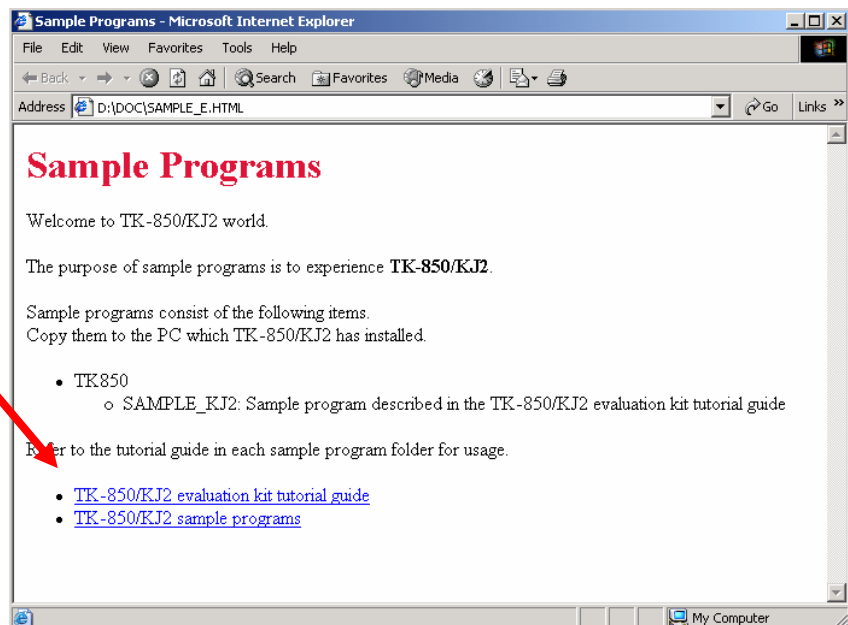 Sample Programs - Microsoft Internet Explorer
File Edit View Favorites Tools Help
Back Search Favorites Media
Address D:\DOC\SAMPLE_E.HTML Go Links »
Sample Programs
Welcome to TK-850/KJ2 world.
The purpose of sample programs is to experience TK-850/KJ2.
Sample programs consist of the following items.
Copy them to the PC which TK-850/KJ2 has installed.
• TK850
o SAMPLE_KJ2: Sample program described in the TK-850/KJ2 evaluation kit tutorial guide
Refer to the tutorial guide in each sample program folder for usage.
• TK-850/KJ2 evaluation kit tutorial guide
• TK-850/KJ2 sample programs
My Computer